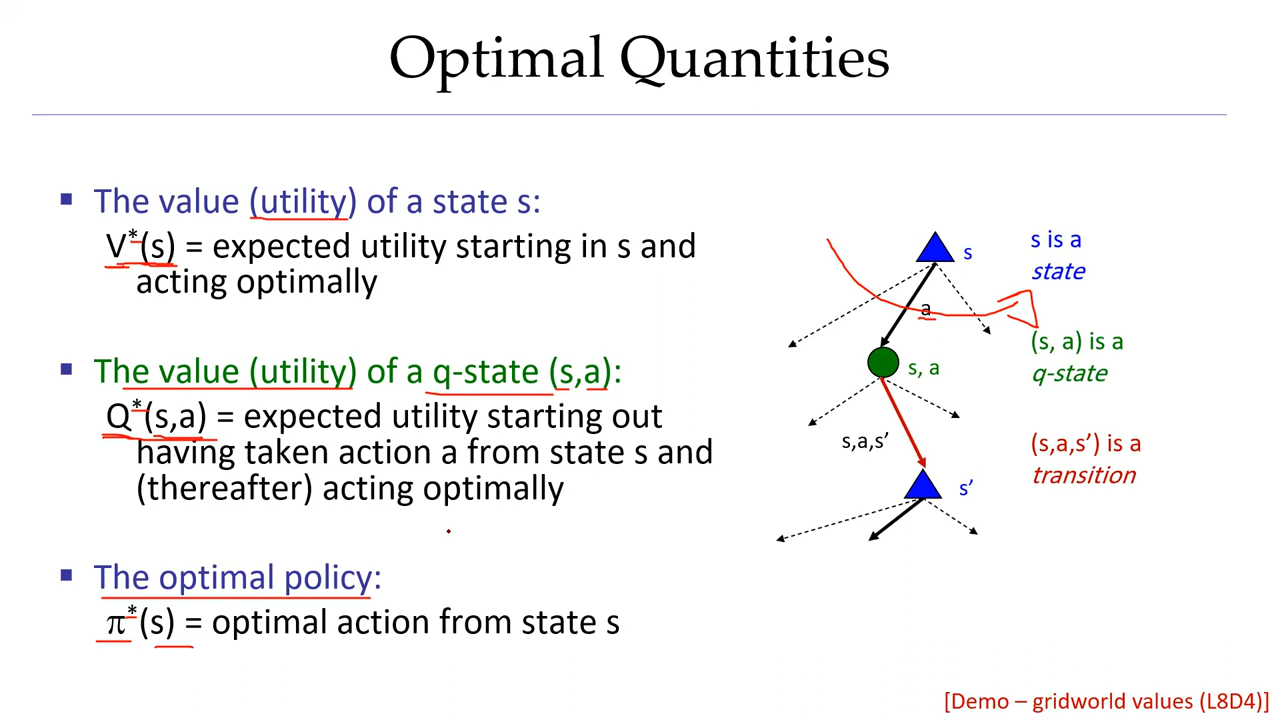 Optimal Quantities
▪ The value (utility) of a state s:
V*(s) = expected utility starting in s and
acting optimally
▪ The value (utility) of a q-state (s,a):
Q*(s,a) = expected utility starting out
having taken action a from state s and
(thereafter) acting optimally
▪ The optimal policy:
π*(s) = optimal action from state s
s
a
s, a
s,a,s’
s’
s is a
state
(s, a) is a
q-state
(s,a,s’) is a
transition
[Demo – gridworld values (L8D4)]